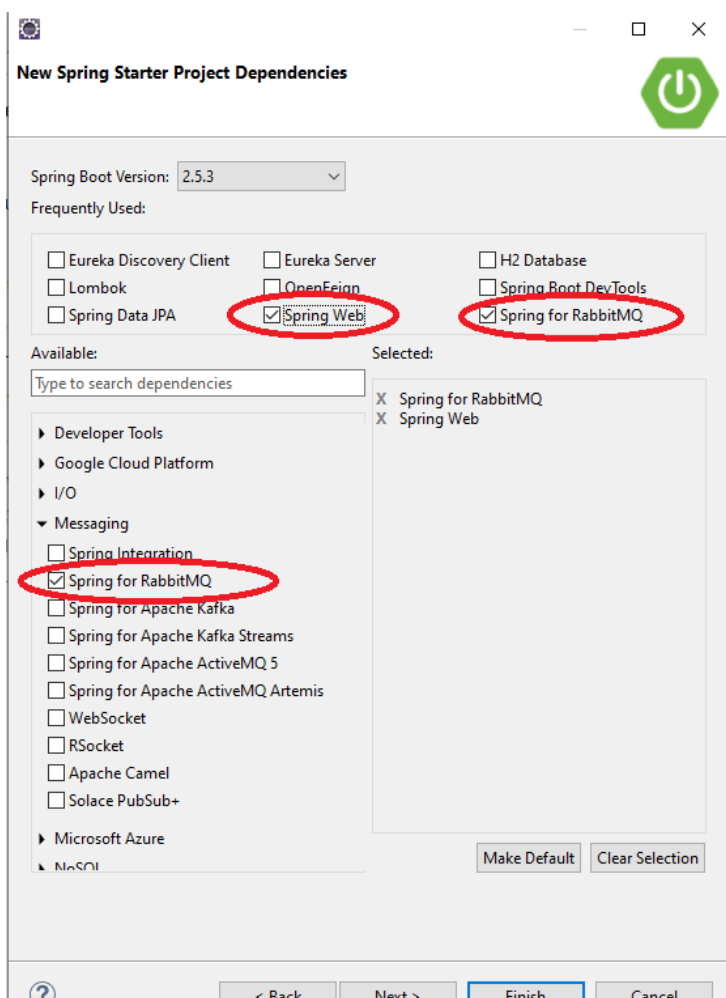 New Spring Starter Project Dependencies
Spring Boot Version: 2.5.3
Frequently Used:
Eureka Discovery Client Eureka Server H2 Database
Lombok OpenFeign Spring Boot DevTools
Spring Data JPA Spring Web Spring for RabbitMQ
Available: Selected:
Type to search dependencies
X Spring for RabbitMQ
X Spring Web
Developer Tools
Google Cloud Platform
I/O
Messaging
Spring Integration
Spring for RabbitMQ
Spring for Apache Kafka
Spring for Apache Kafka Streams
Spring for Apache ActiveMQ 5
Spring for Apache ActiveMQ Artemis
WebSocket
RSocket
Apache Camel
Solace PubSub+
Microsoft Azure
NoSQL
Make Default Clear Selection
? < Back Next > Finish Cancel